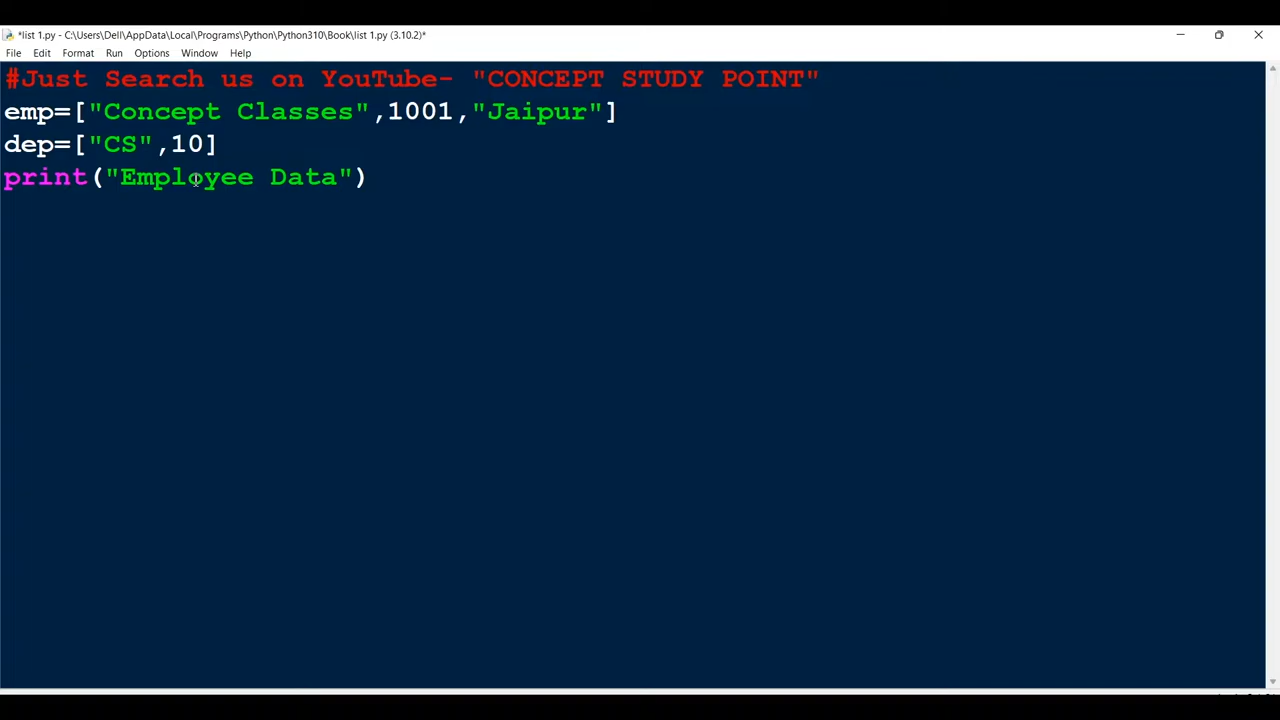 *list 1.py - C:\Users\Dell\AppData\Local\Programs\Python\Python310\Book\list 1.py (3.10.2)*
File Edit Format Run Options Window Help
#Just Search us on YouTube- "CONCEPT STUDY POINT"
emp=["Concept Classes",1001,"Jaipur"]
dep=["CS",10]
print("Employee Data")